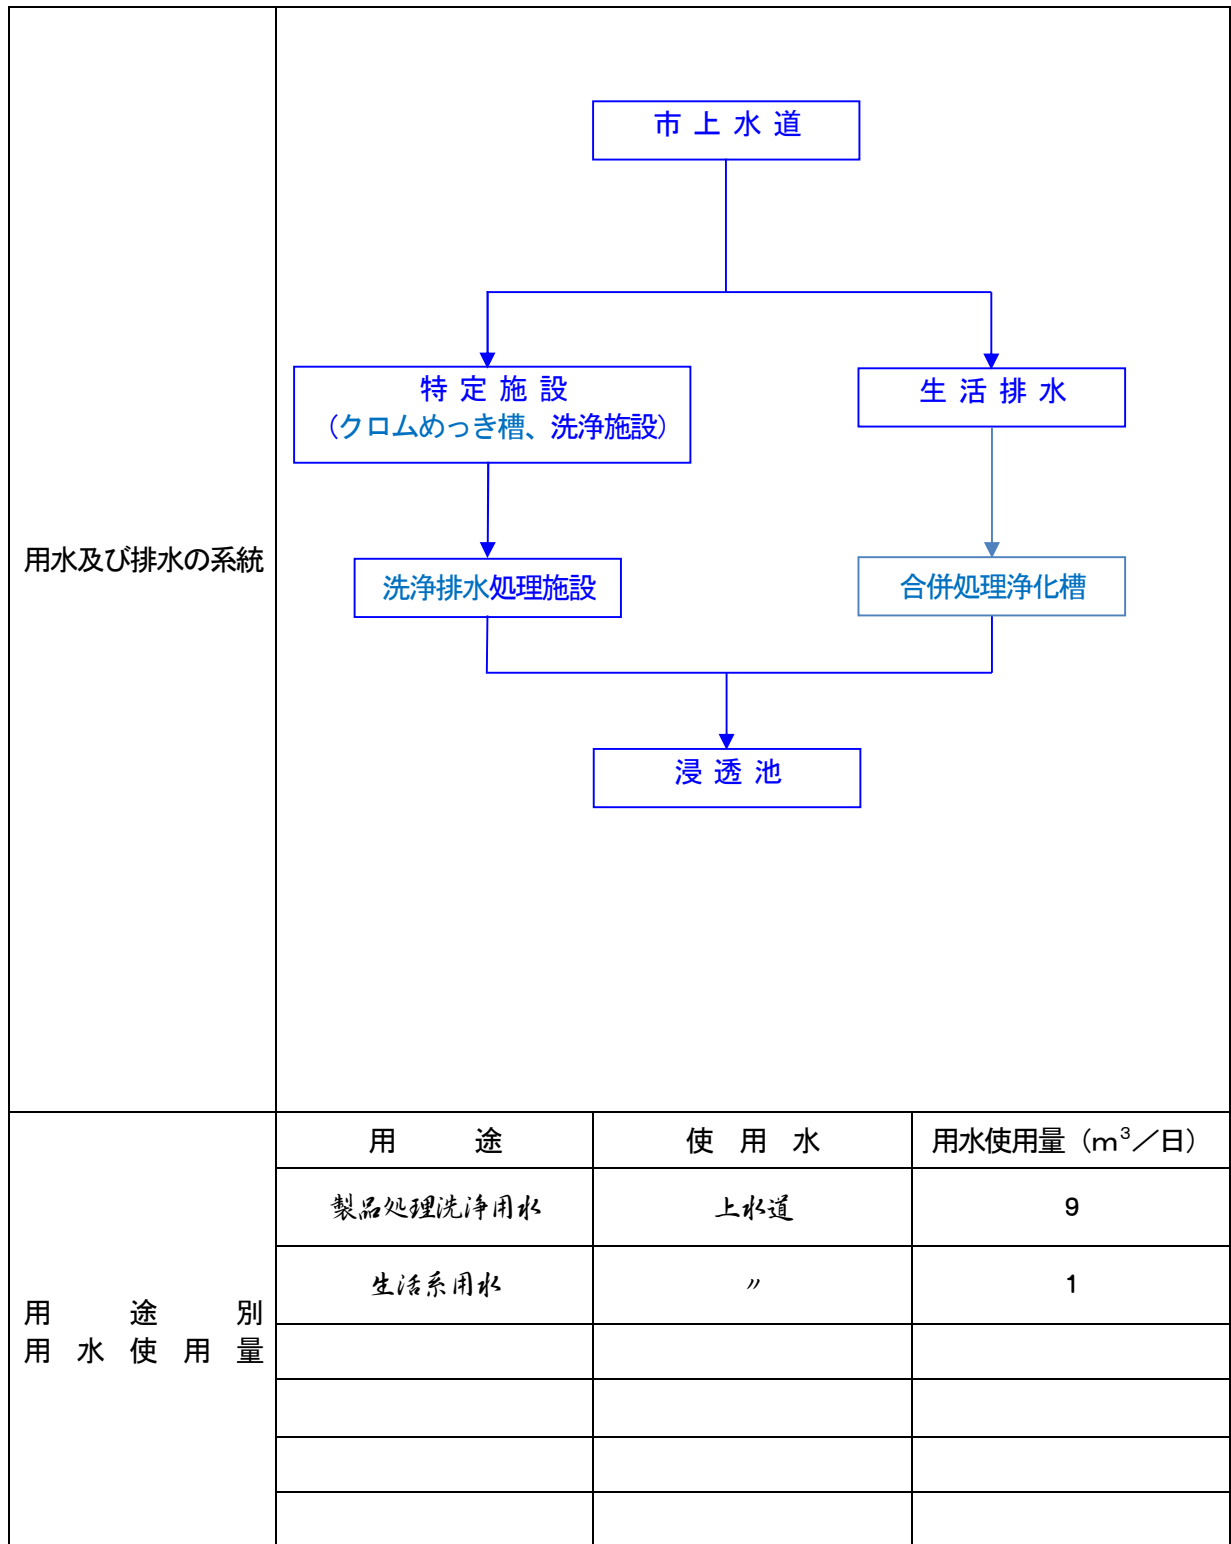 用水及び排水の系統
市上水道
特定施設
(クロムめっき槽、洗浄施設)
生活排水
洗浄排水処理施設
合併処理浄化槽
浸透池
用途別
用水使用量
用途 使用水 用水使用量(m³/日)
製品処理洗浄用水 上水道 9
生活系用水 〃 1